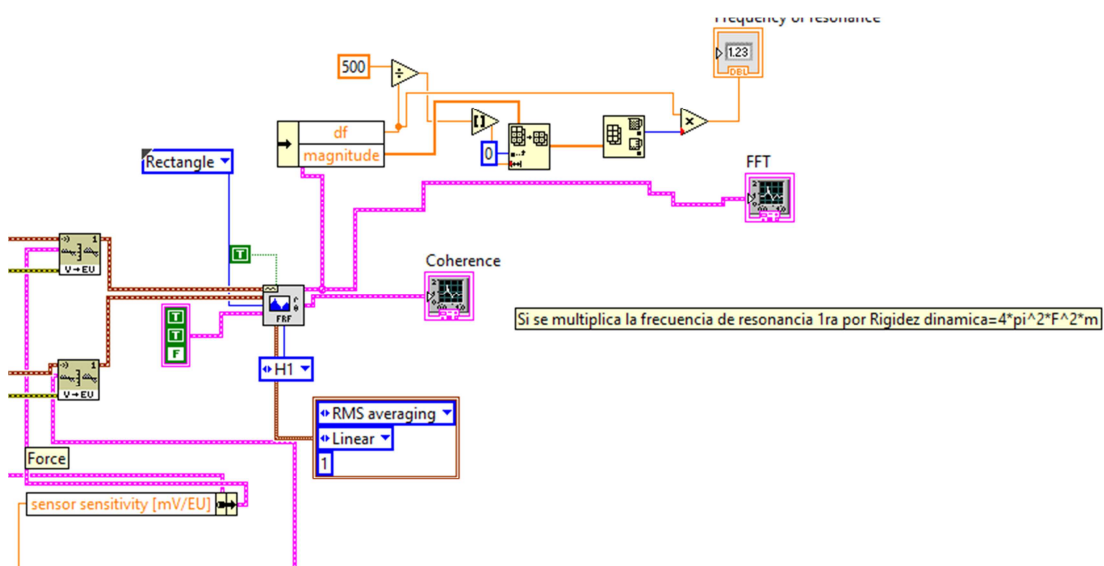 Frequency of resonance
1.23
DBL
500
df
magnitude
0
Rectangle
FFT
V→EU
T
Coherence
FRF
T
T
F
Si se multiplica la frecuencia de resonancia 1ra por Rigidez dinamica=4*pi^2*F^2*m
H1
V→EU
RMS averaging
Linear
1
Force
sensor sensitivity [mV/EU]